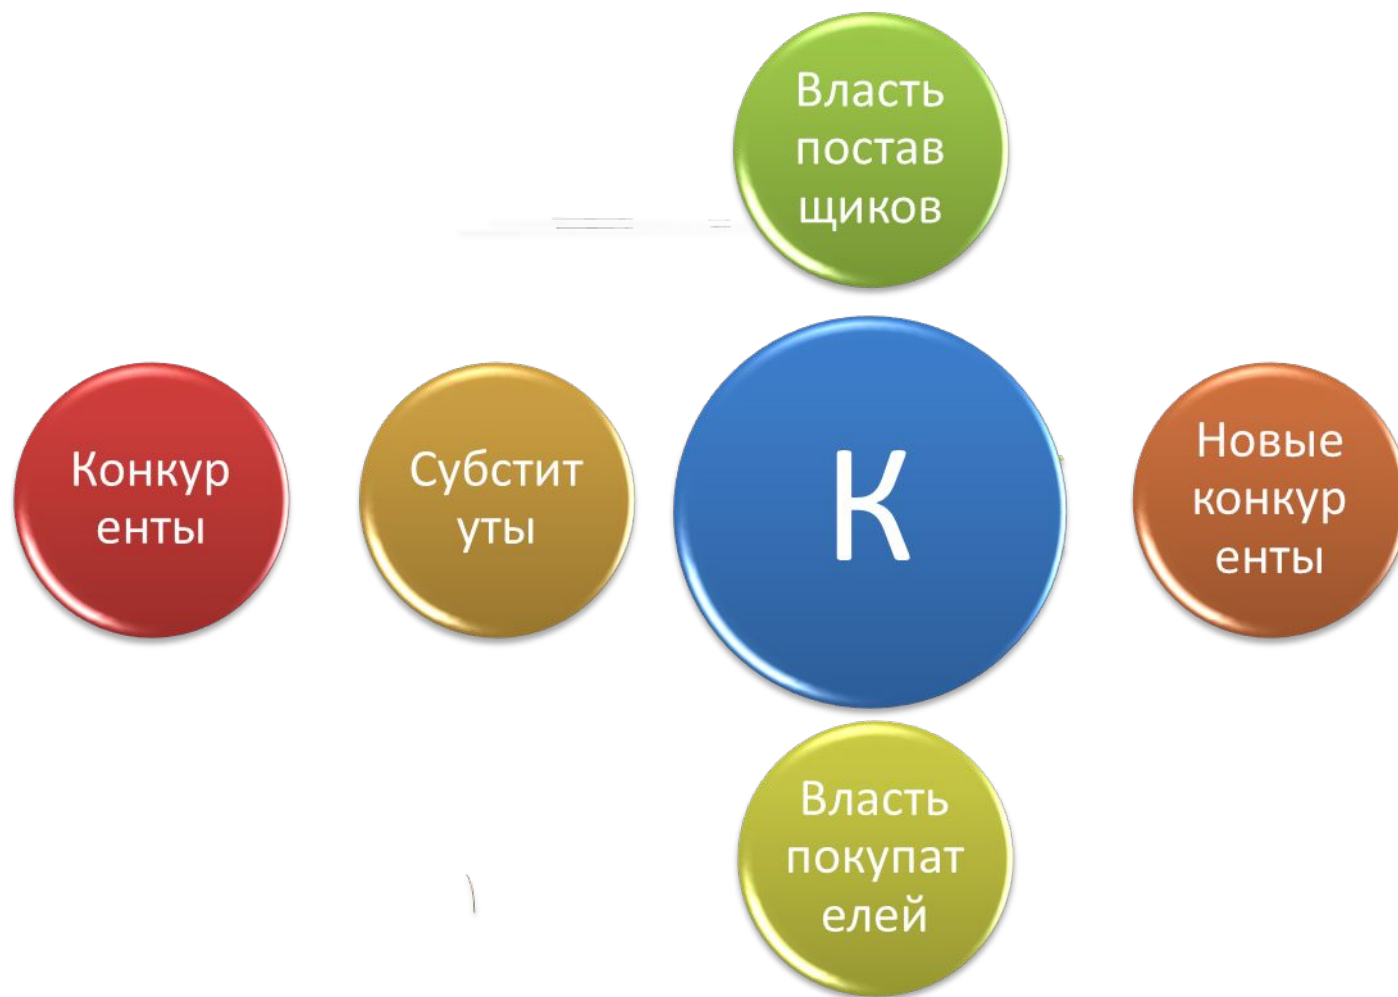 Власть
постав
щиков
Конкур
енты
Субстит
уты
К
Новые
конкур
енты
Власть
покупат
елей